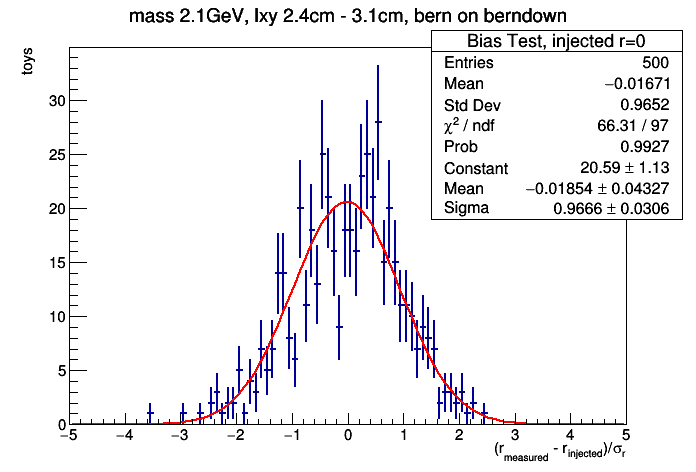 mass 2.1GeV, lxy 2.4cm - 3.1cm, bern on berndown
Bias Test, injected r=0
Entries 500
Mean −0.01671
Std Dev 0.9652
χ² / ndf 66.31 / 97
Prob 0.9927
Constant 20.59 ± 1.13
Mean −0.01854 ± 0.04327
Sigma 0.9666 ± 0.0306
toys
30
25
20
15
10
5
0
−5 −4 −3 −2 −1 0 1 2 3 4 5
(r_measured - r_injected)/σ_r